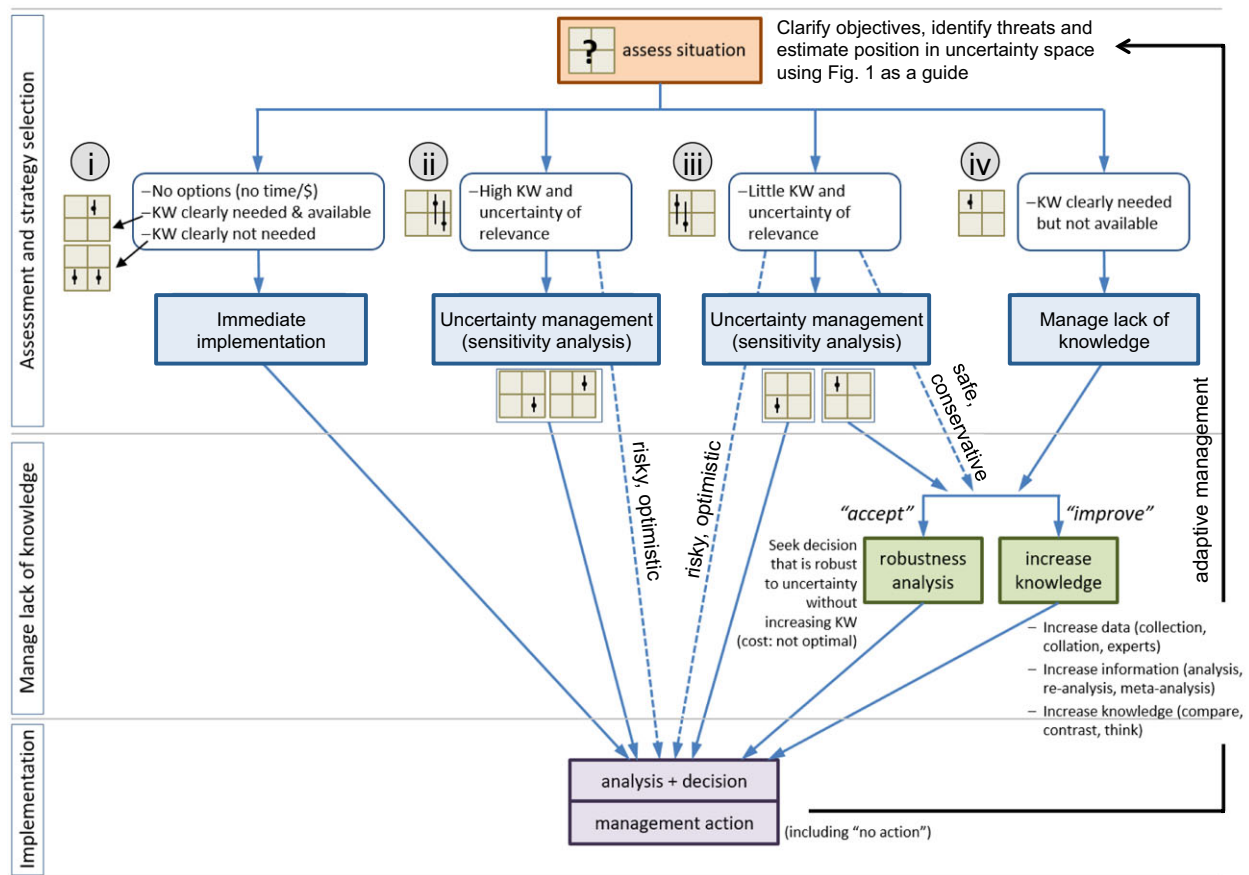 ?
assess situation
Clarify objectives, identify threats and
estimate position in uncertainty space
using Fig. 1 as a guide
Assessment and strategy selection
i
–No options (no time/$)
–KW clearly needed & available
–KW clearly not needed
ii
–High KW and
uncertainty of
relevance
iii
–Little KW and
uncertainty of
relevance
iv
–KW clearly needed
but not available
Immediate
implementation
Uncertainty management
(sensitivity analysis)
Uncertainty management
(sensitivity analysis)
Manage lack of
knowledge
risky, optimistic
risky, optimistic
safe,
conservative
adaptive management
Manage lack of knowledge
“accept”
“improve”
Seek decision
that is robust
to uncertainty
without
increasing KW
(cost: not optimal)
robustness
analysis
increase
knowledge
– Increase data (collection,
collation, experts)
– Increase information (analysis,
re-analysis, meta-analysis)
– Increase knowledge (compare,
contrast, think)
Implementation
analysis + decision
management action
(including “no action”)